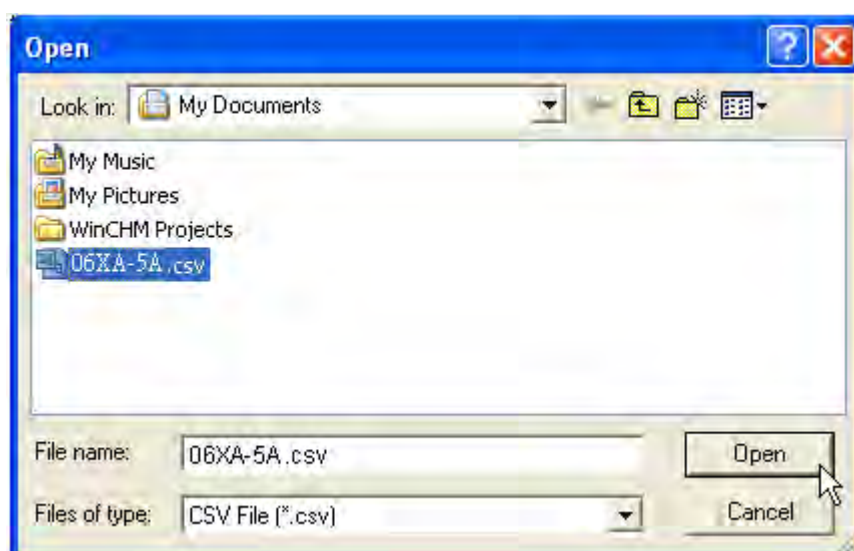 Open
Look in: My Documents
My Music
My Pictures
WinCHM Projects
06XA-5A.csv
File name: 06XA-5A.csv Open
Files of type: CSV File (*.csv) Cancel